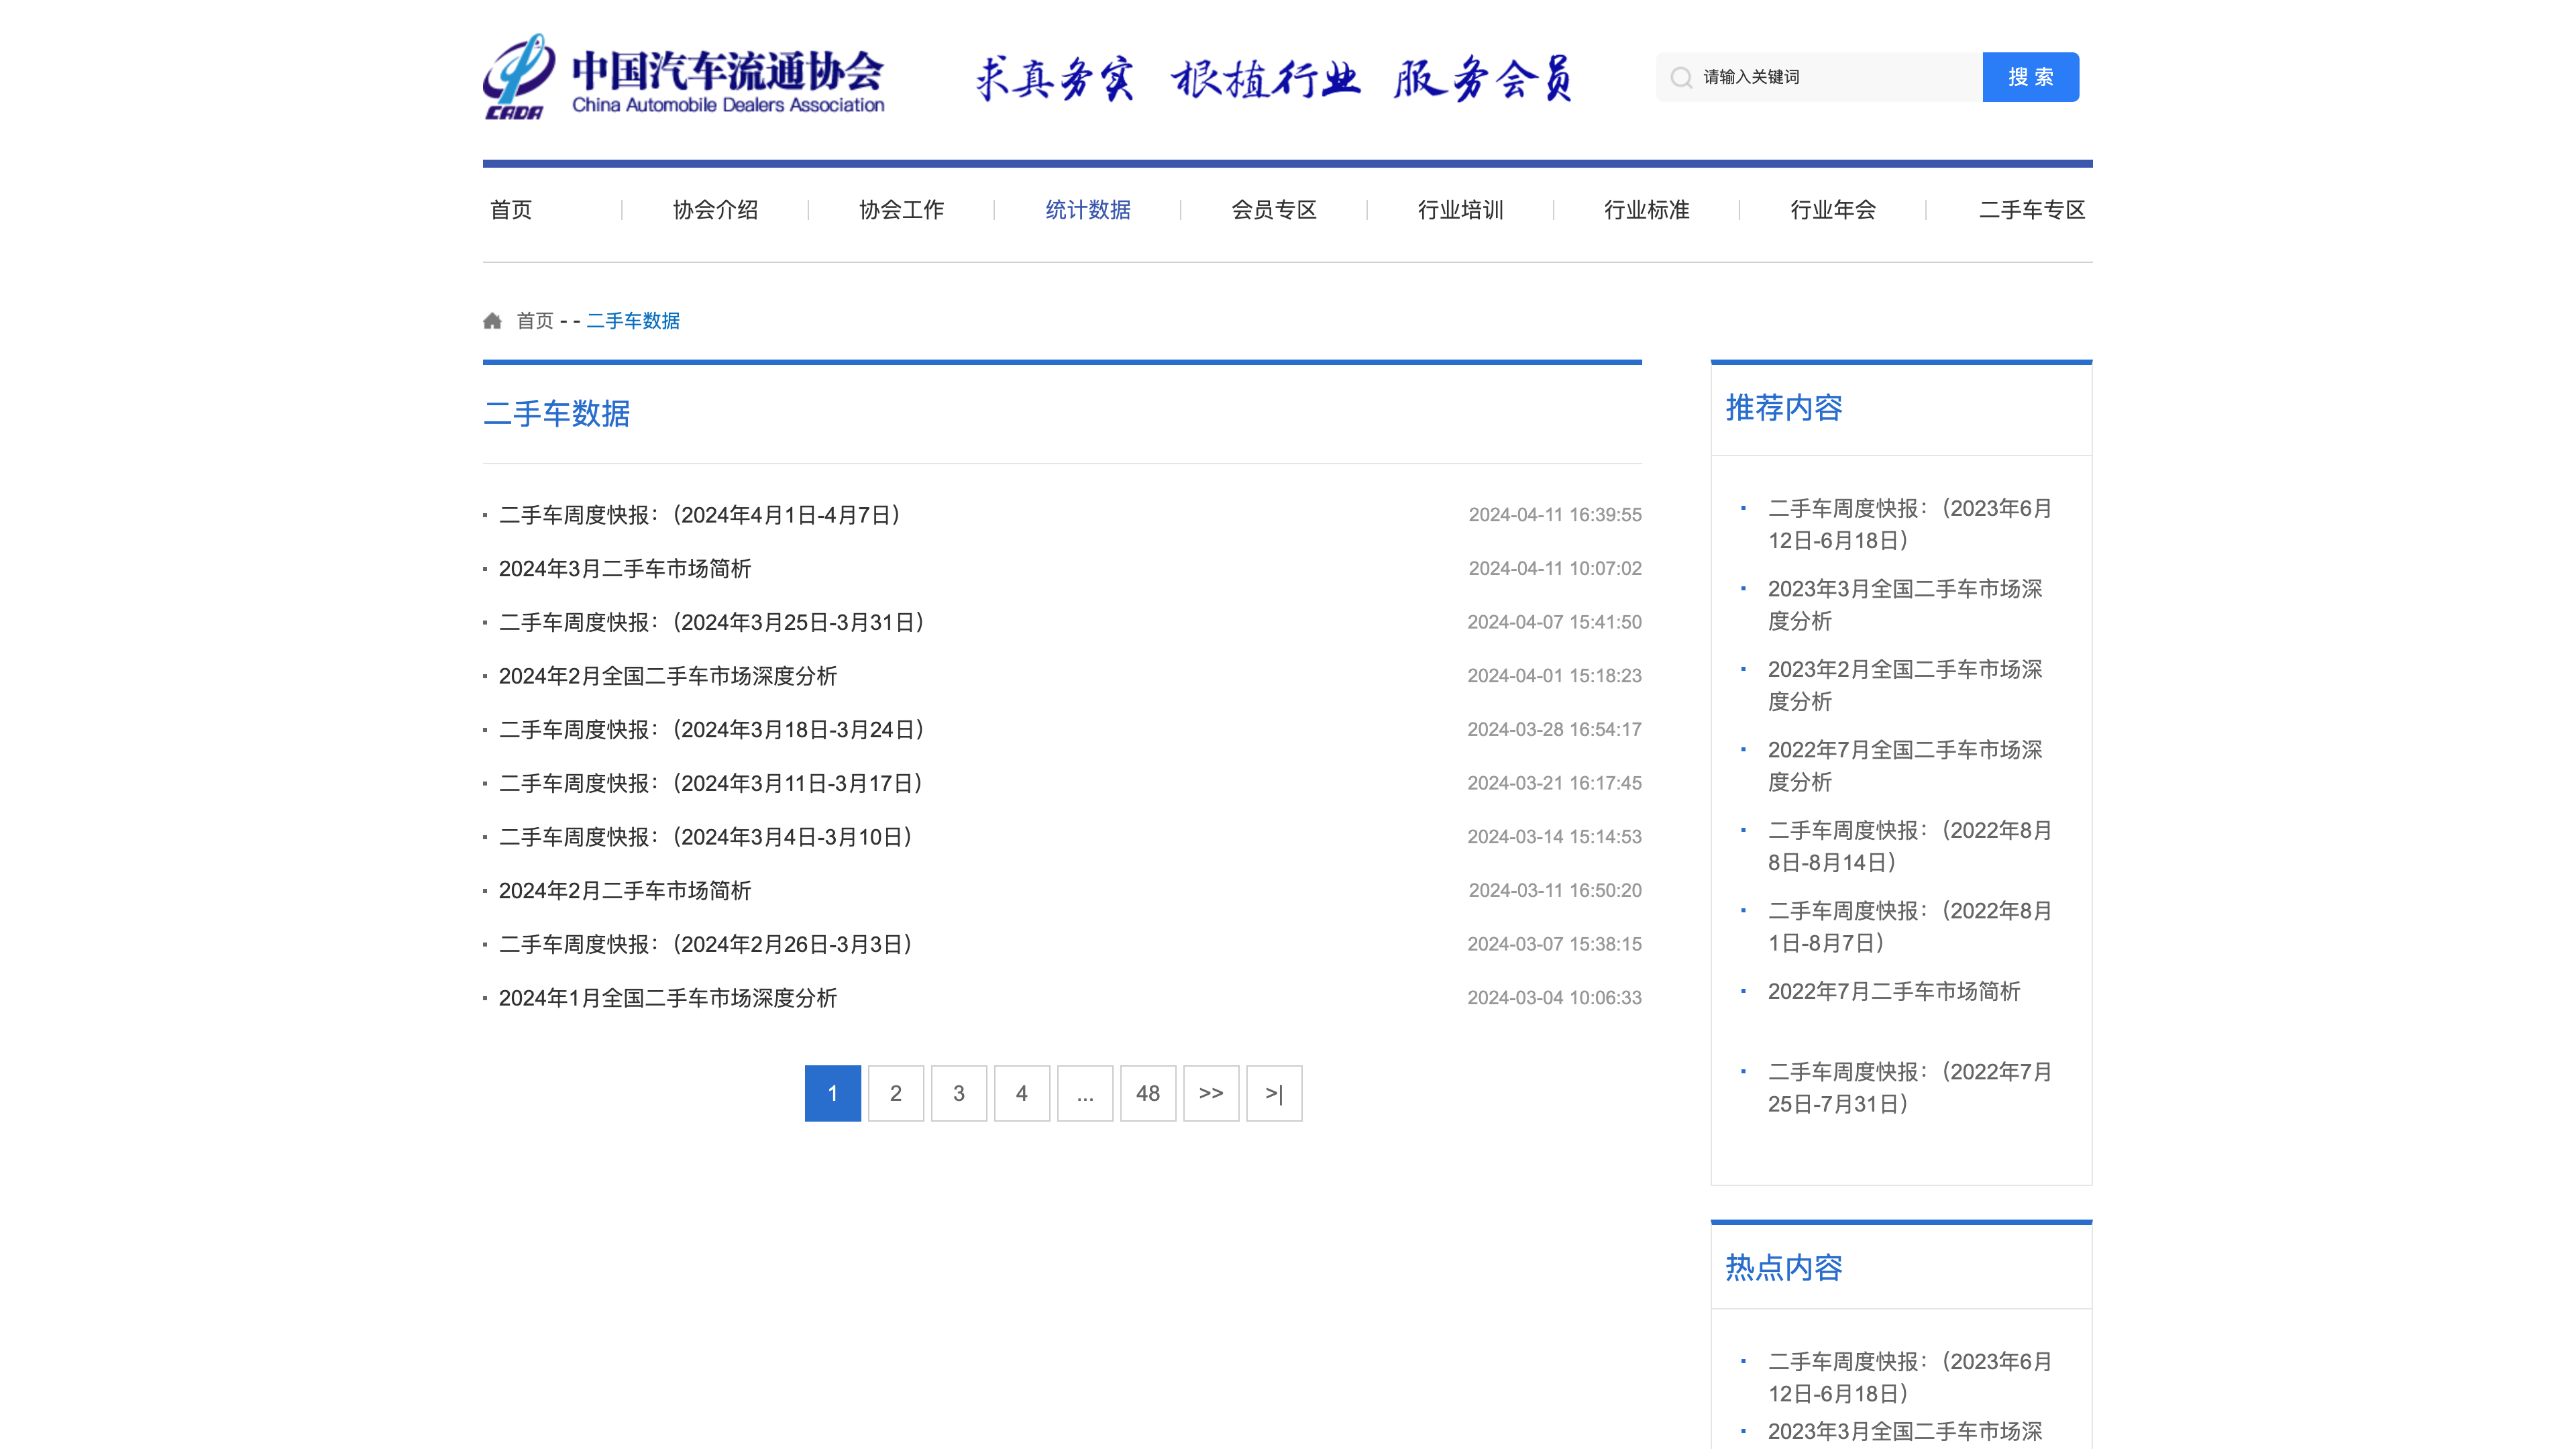 中国汽车流通协会
China Automobile Dealers Association
CADA
求真务实 根植行业 服务会员
请输入关键词
搜 索
首页
协会介绍
协会工作
统计数据
会员专区
行业培训
行业标准
行业年会
二手车专区
首页 - - 二手车数据
二手车数据
二手车周度快报：（2024年4月1日-4月7日） 2024-04-11 16:39:55
2024年3月二手车市场简析 2024-04-11 10:07:02
二手车周度快报：（2024年3月25日-3月31日） 2024-04-07 15:41:50
2024年2月全国二手车市场深度分析 2024-04-01 15:18:23
二手车周度快报：（2024年3月18日-3月24日） 2024-03-28 16:54:17
二手车周度快报：（2024年3月11日-3月17日） 2024-03-21 16:17:45
二手车周度快报：（2024年3月4日-3月10日） 2024-03-14 15:14:53
2024年2月二手车市场简析 2024-03-11 16:50:20
二手车周度快报：（2024年2月26日-3月3日） 2024-03-07 15:38:15
2024年1月全国二手车市场深度分析 2024-03-04 10:06:33
1 2 3 4 ... 48 >> >|
推荐内容
二手车周度快报：（2023年6月
12日-6月18日）
2023年3月全国二手车市场深
度分析
2023年2月全国二手车市场深
度分析
2022年7月全国二手车市场深
度分析
二手车周度快报：（2022年8月
8日-8月14日）
二手车周度快报：（2022年8月
1日-8月7日）
2022年7月二手车市场简析
二手车周度快报：（2022年7月
25日-7月31日）
热点内容
二手车周度快报：（2023年6月
12日-6月18日）
2023年3月全国二手车市场深